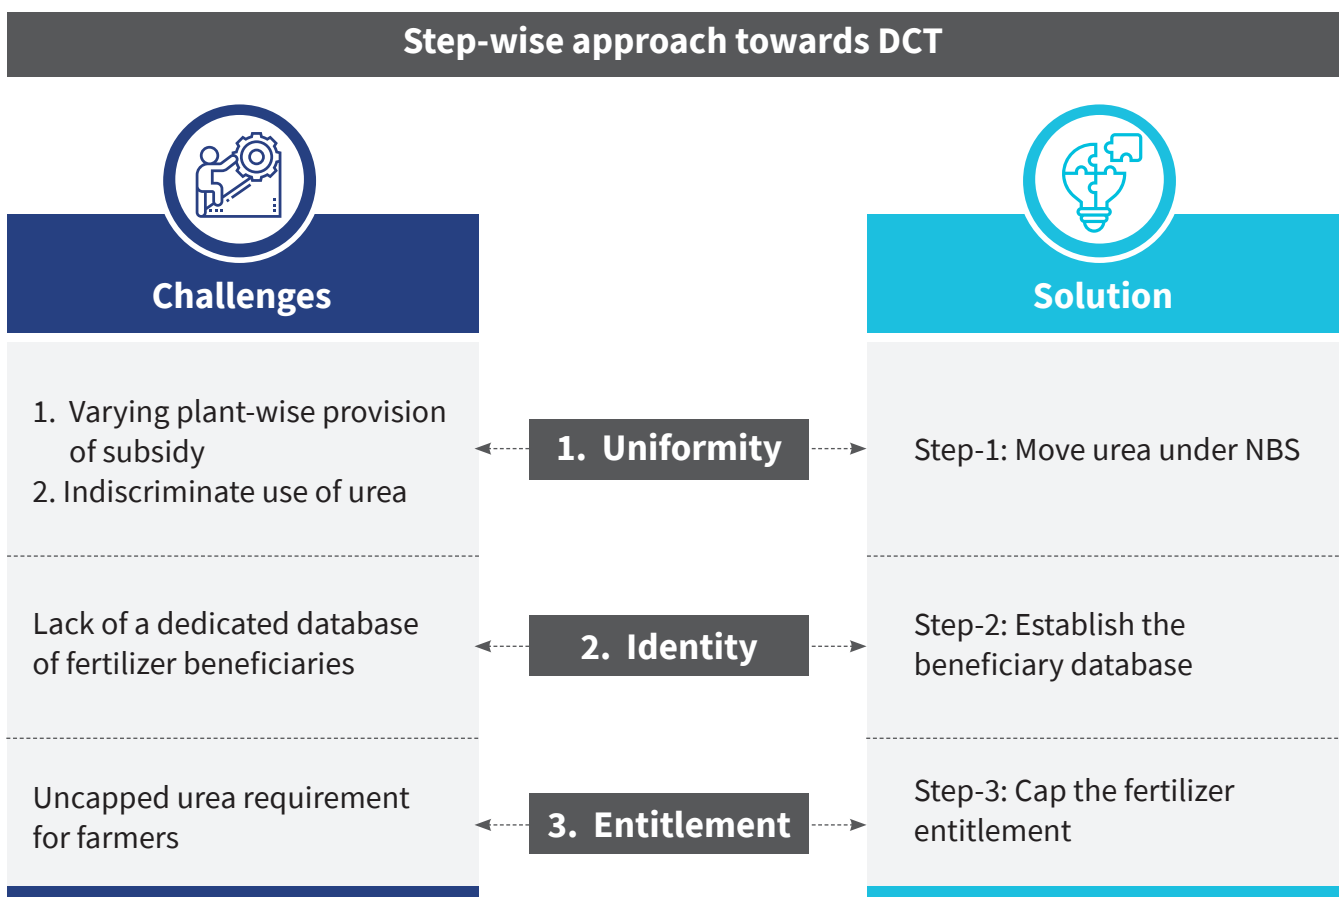 Step-wise approach towards DCT
Challenges
Solution
1. Varying plant-wise provision
of subsidy
2. Indiscriminate use of urea
1. Uniformity
Step-1: Move urea under NBS
Lack of a dedicated database
of fertilizer beneficiaries
2. Identity
Step-2: Establish the
beneficiary database
Uncapped urea requirement
for farmers
3. Entitlement
Step-3: Cap the fertilizer
entitlement